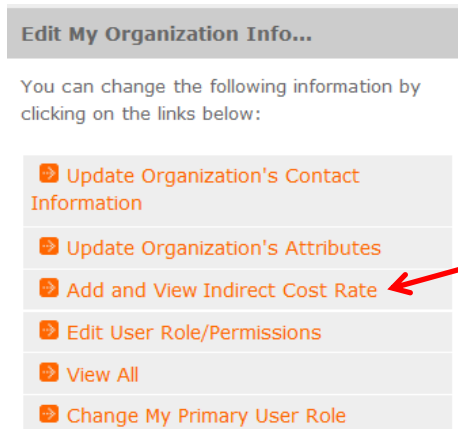 Edit My Organization Info...
You can change the following information by
clicking on the links below:
Update Organization's Contact
Information
Update Organization's Attributes
Add and View Indirect Cost Rate
Edit User Role/Permissions
View All
Change My Primary User Role